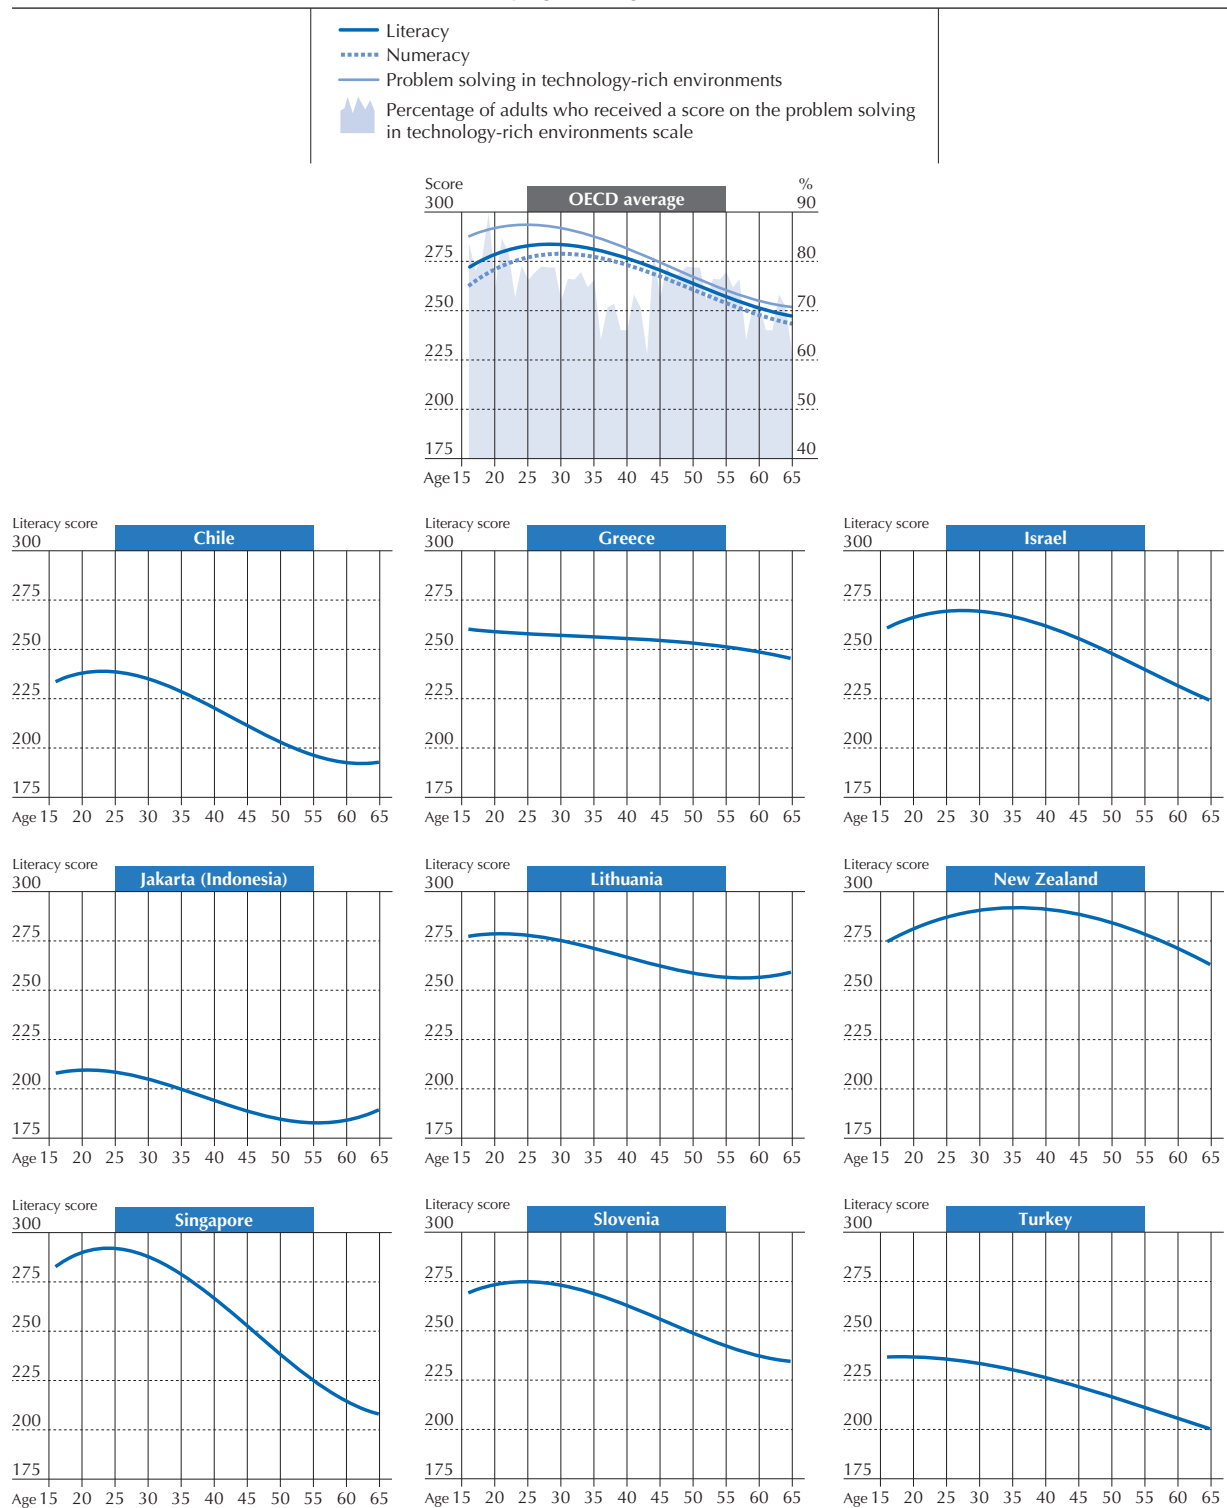 Literacy
Numeracy
Problem solving in technology-rich environments
Percentage of adults who received a score on the problem solving
in technology-rich environments scale
Score % 
300 OECD average 90
275 80
250 70
225 60
200 50
175 40
Age 15 20 25 30 35 40 45 50 55 60 65
Literacy score
300 Chile
275
250
225
200
175
Age 15 20 25 30 35 40 45 50 55 60 65
Literacy score
300 Greece
275
250
225
200
175
Age 15 20 25 30 35 40 45 50 55 60 65
Literacy score
300 Israel
275
250
225
200
175
Age 15 20 25 30 35 40 45 50 55 60 65
Literacy score
300 Jakarta (Indonesia)
275
250
225
200
175
Age 15 20 25 30 35 40 45 50 55 60 65
Literacy score
300 Lithuania
275
250
225
200
175
Age 15 20 25 30 35 40 45 50 55 60 65
Literacy score
300 New Zealand
275
250
225
200
175
Age 15 20 25 30 35 40 45 50 55 60 65
Literacy score
300 Singapore
275
250
225
200
175
Age 15 20 25 30 35 40 45 50 55 60 65
Literacy score
300 Slovenia
275
250
225
200
175
Age 15 20 25 30 35 40 45 50 55 60 65
Literacy score
300 Turkey
275
250
225
200
175
Age 15 20 25 30 35 40 45 50 55 60 65